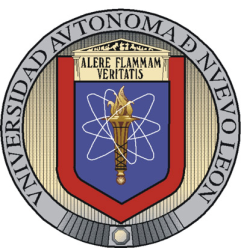 VNIVERSIDAD AVTONOMA D NVEVO LEON
ALERE FLAMMAM
VERITATIS